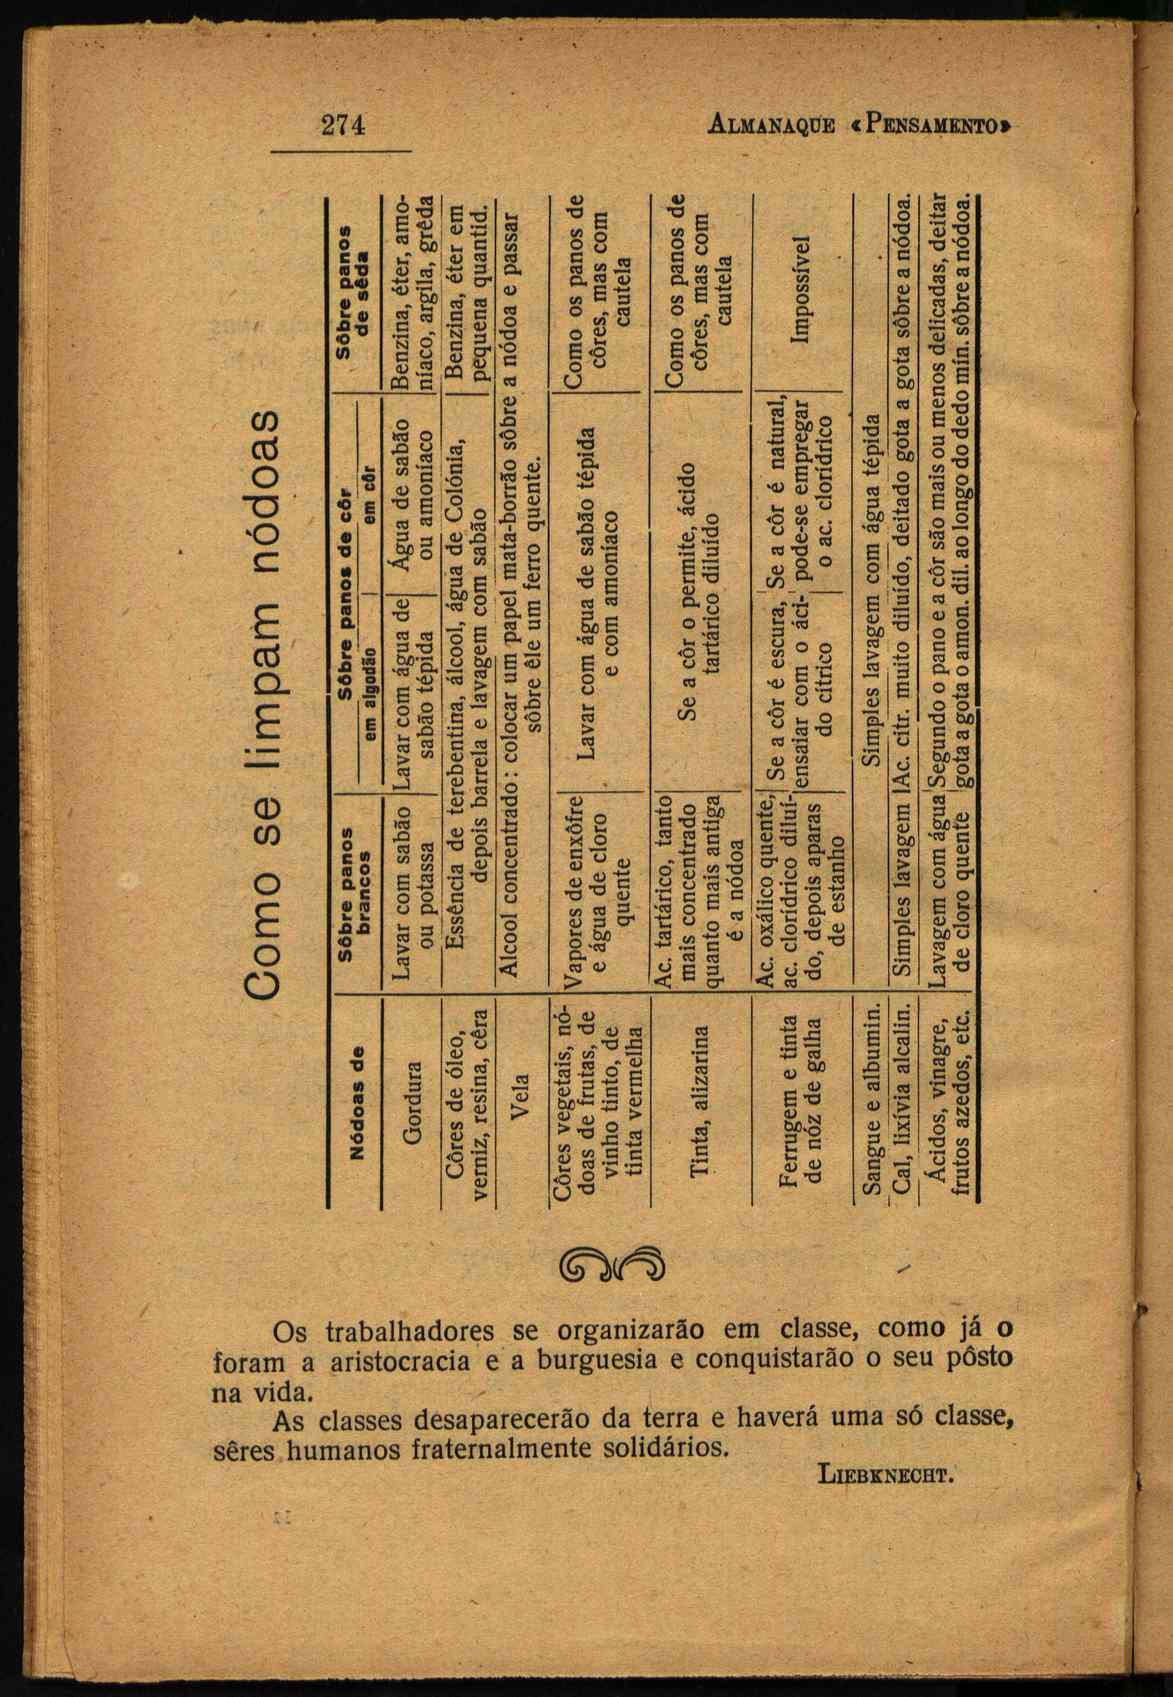 274
ALMANAQUE «PENSAMENTO»
Como se limpam nódoas
Nódoas de
Sôbre panos
brancos
Sôbre panos de côr
em algodão
em côr
Sôbre panos
de sêda
Gordura
Lavar com sabão
ou potassa
Lavar com água de
sabão tépida
Água de sabão
ou amoníaco
Benzina, éter, amo-
níaco, argila, grêda
Côres de óleo,
verniz, resina, cêra
Essência de terebentina, álcool, água de Colónia,
depois barrela e lavagem com sabão
Benzina, éter em
pequena quantid.
Vela
Alcool concentrado: colocar um papel mata-borrão sôbre a nódoa e passar
sôbre êle um ferro quente.
Côres vegetais, nó-
doas de frutas, de
vinho tinto, de
tinta vermelha
Vapores de enxôfre
e água de cloro
quente
Lavar com água de sabão tépida
e com amoníaco
Como os panos de
côres, mas com
cautela
Tinta, alizarina
Ac. tartárico, tanto
mais concentrado
quanto mais antiga
é a nódoa
Se a côr o permite, ácido
tartárico diluído
Como os panos de
côres, mas com
cautela
Ferrugem e tinta
de nóz de galha
Ac. oxálico quente,
ac. clorídrico diluí-
do, depois aparas
de estanho
Se a côr é escura,
ensaiar com o áci-
do cítrico
Se a côr é natural,
pode-se empregar
o ac. clorídrico
Impossível
Sangue e albumin.
Simples lavagem com água tépida
Cal, lixívia alcalin.
Simples lavagem
Ac. citr. muito diluído, deitado gota a gota sôbre a nódoa.
Ácidos, vinagre,
frutos azedos, etc.
Lavagem com água
de cloro quente
Segundo o pano e a côr são mais ou menos delicadas, deitar
gota a gota o amon. dil. ao longo do dedo mín. sôbre a nódoa.
Os trabalhadores se organizarão em classe, como já o
foram a aristocracia e a burguesia e conquistarão o seu pôsto
na vida.
As classes desaparecerão da terra e haverá uma só classe,
sêres humanos fraternalmente solidários.
LIEBKNECHT.